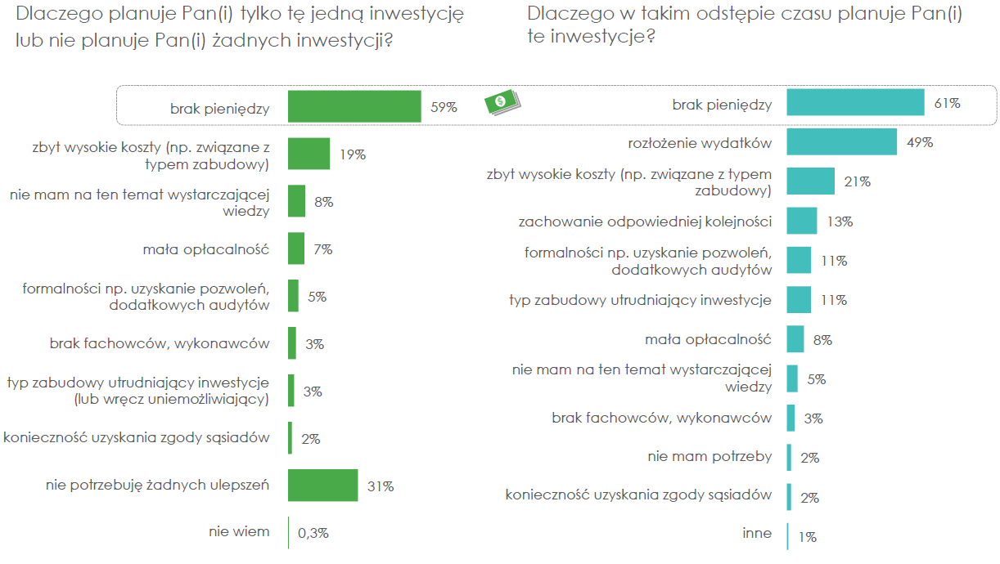 Dlaczego planuje Pan(i) tylko tę jedną inwestycję
lub nie planuje Pan(i) żadnych inwestycji?
brak pieniędzy
59%
zbyt wysokie koszty (np. związane z
typem zabudowy)
19%
nie mam na ten temat wystarczającej
wiedzy
8%
mała opłacalność
7%
formalności np. uzyskanie pozwoleń,
dodatkowych audytów
5%
brak fachowców, wykonawców
3%
typ zabudowy utrudniający inwestycje
(lub wręcz uniemożliwiający)
3%
konieczność uzyskania zgody sąsiadów
2%
nie potrzebuję żadnych ulepszeń
31%
nie wiem
0,3%
Dlaczego w takim odstępie czasu planuje Pan(i)
te inwestycje?
$
brak pieniędzy
61%
rozłożenie wydatków
49%
zbyt wysokie koszty (np. związane z typem
zabudowy)
21%
zachowanie odpowiedniej kolejności
13%
formalności np. uzyskanie pozwoleń,
dodatkowych audytów
11%
typ zabudowy utrudniający inwestycje
11%
mała opłacalność
8%
nie mam na ten temat wystarczającej
wiedzy
5%
brak fachowców, wykonawców
3%
nie mam potrzeby
2%
konieczność uzyskania zgody sąsiadów
2%
inne
1%